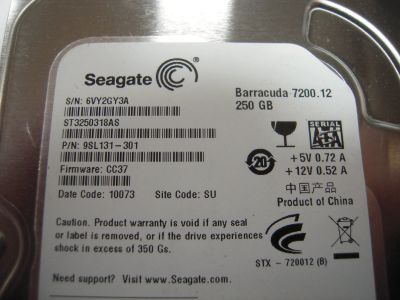 Seagate
Barracuda 7200.12
250 GB
S/N: 6VY2GY3A
ST3250318AS
P/N: 9SL131-301
Firmware: CC37
Date Code: 10073 Site Code: SU
SERIAL
ATA
20
+5V 0.72 A
+12V 0.52 A
中国产品
Product of China
Caution. Product warranty is void if any seal
or label is removed, or if the drive experiences
shock in excess of 350 Gs.
STX - 720012 (B)
Need support? Visit www.Seagate.com